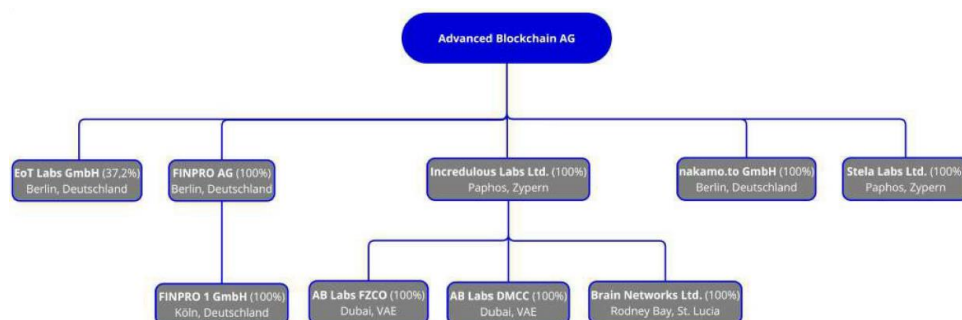 Advanced Blockchain AG
EoT Labs GmbH (37,2%)
Berlin, Deutschland
FINPRO AG (100%)
Berlin, Deutschland
Incredulous Labs Ltd. (100%)
Paphos, Zypern
nakamo.to GmbH (100%)
Berlin, Deutschland
Stela Labs Ltd. (100%)
Paphos, Zypern
FINPRO 1 GmbH (100%)
Köln, Deutschland
AB Labs FZCO (100%)
Dubai, VAE
AB Labs DMCC (100%)
Dubai, VAE
Brain Networks Ltd. (100%)
Rodney Bay, St. Lucia